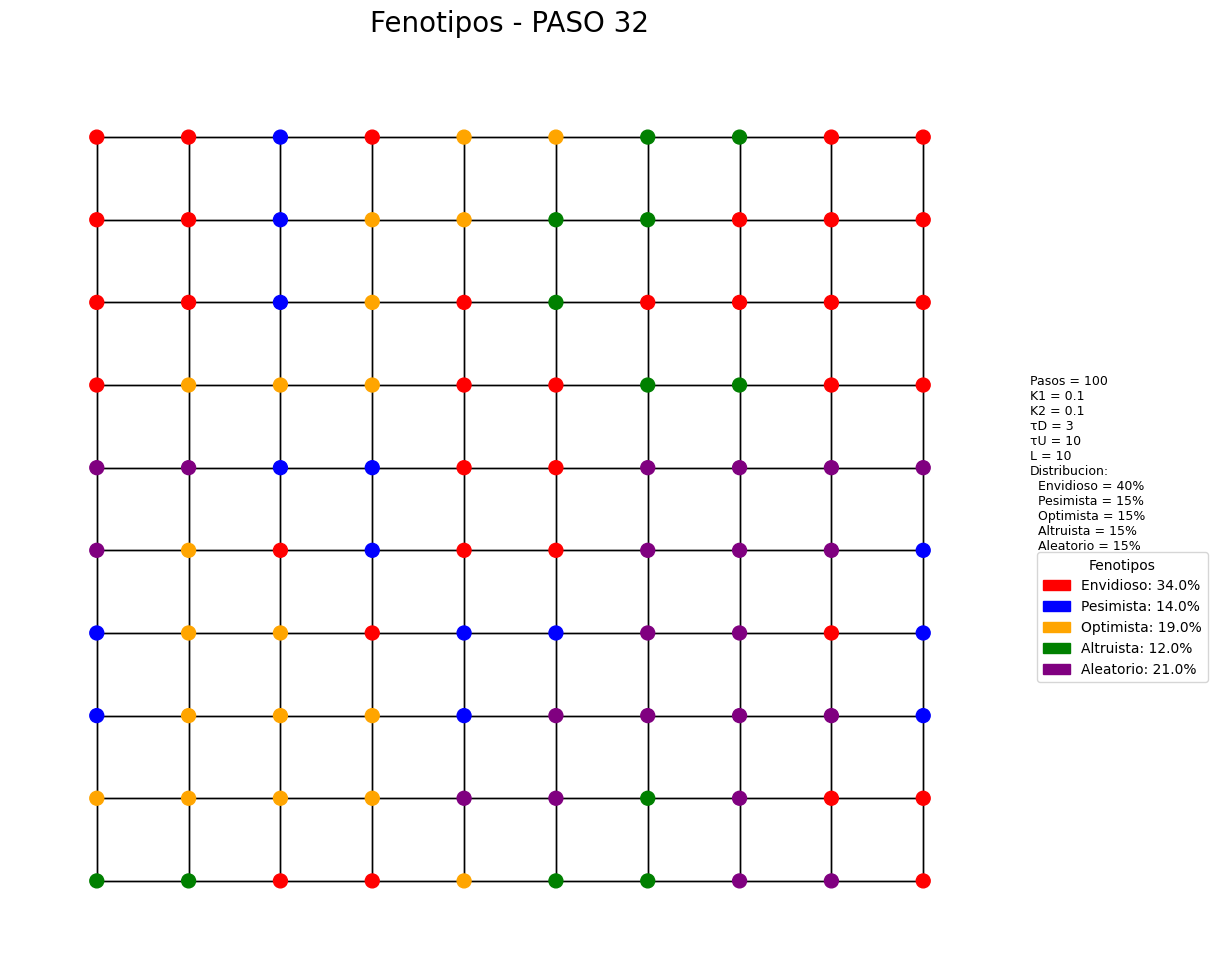 Fenotipos - PASO 32
Pasos = 100
K1 = 0.1
K2 = 0.1
τD = 3
τU = 10
L = 10
Distribucion:
Envidioso = 40%
Pesimista = 15%
Optimista = 15%
Altruista = 15%
Aleatorio = 15%
Fenotipos
Envidioso: 34.0%
Pesimista: 14.0%
Optimista: 19.0%
Altruista: 12.0%
Aleatorio: 21.0%